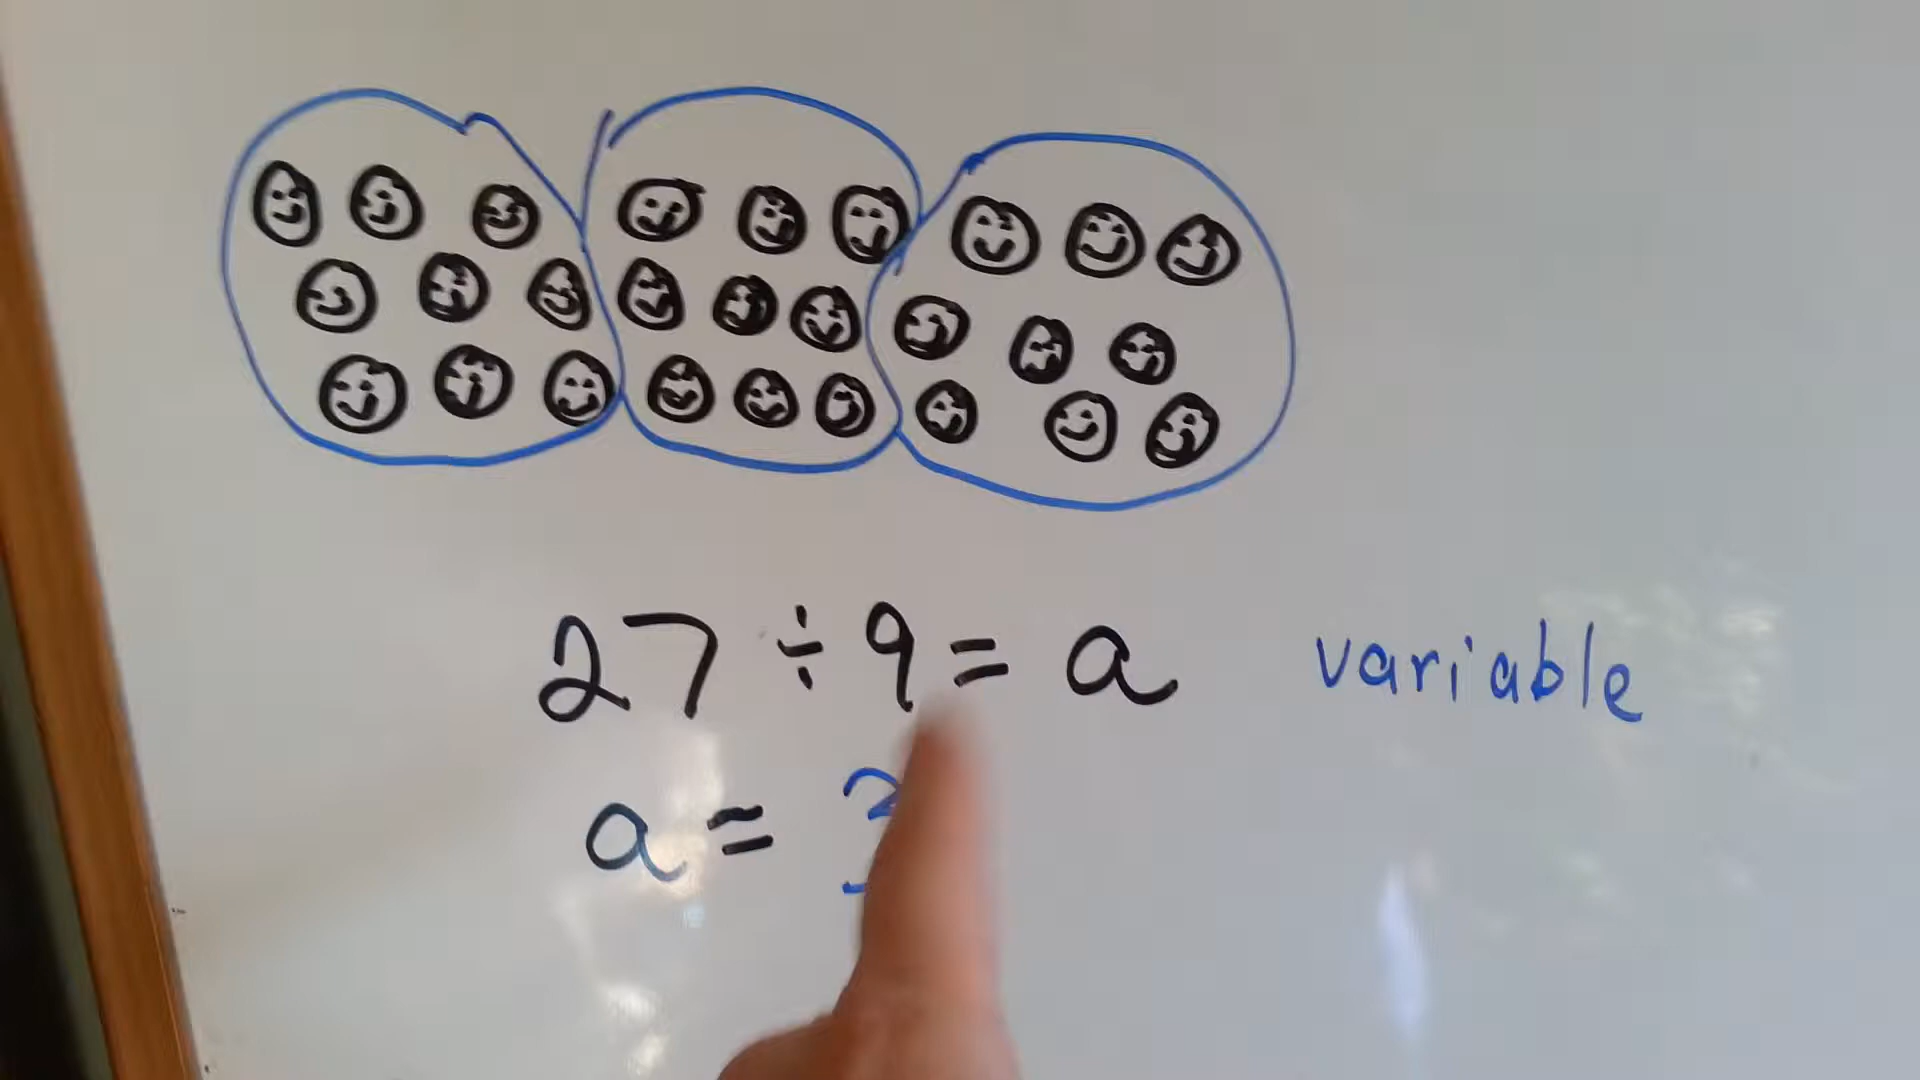 27 ÷ 9 = a variable
a = 3